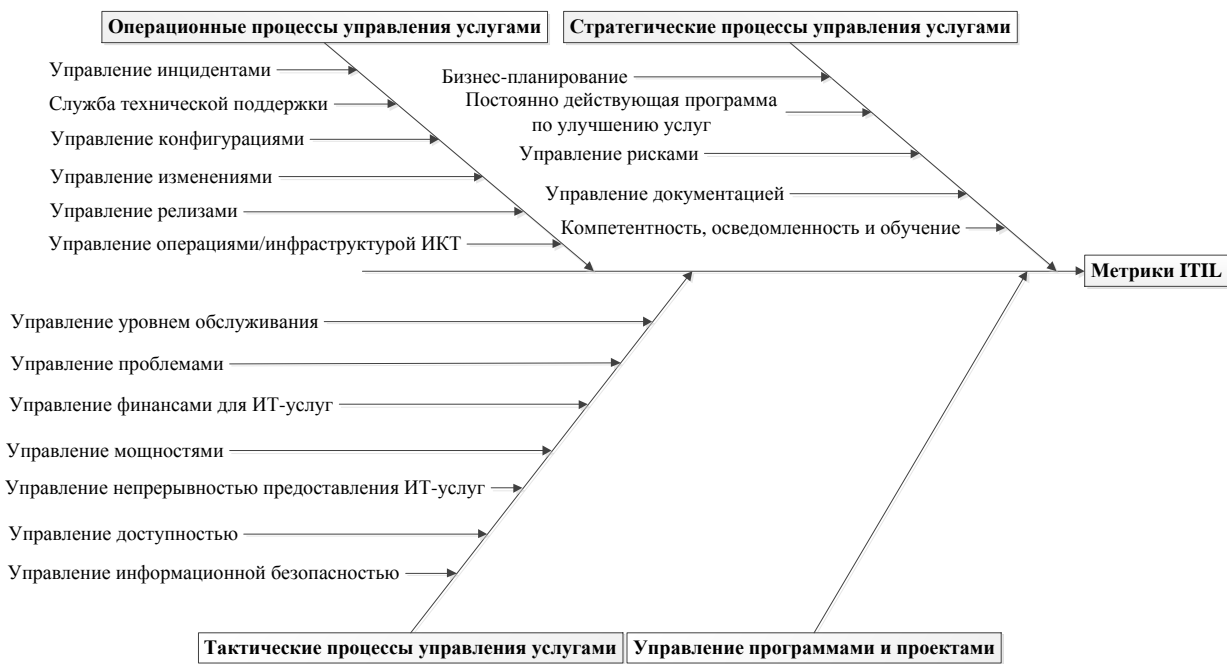 Операционные процессы управления услугами
Стратегические процессы управления услугами
Управление инцидентами
Служба технической поддержки
Управление конфигурациями
Управление изменениями
Управление релизами
Управление операциями/инфраструктурой ИКТ
Бизнес-планирование
Постоянно действующая программа
по улучшению услуг
Управление рисками
Управление документацией
Компетентность, осведомленность и обучение
Метрики ITIL
Управление уровнем обслуживания
Управление проблемами
Управление финансами для ИТ-услуг
Управление мощностями
Управление непрерывностью предоставления ИТ-услуг
Управление доступностью
Управление информационной безопасностью
Тактические процессы управления услугами
Управление программами и проектами